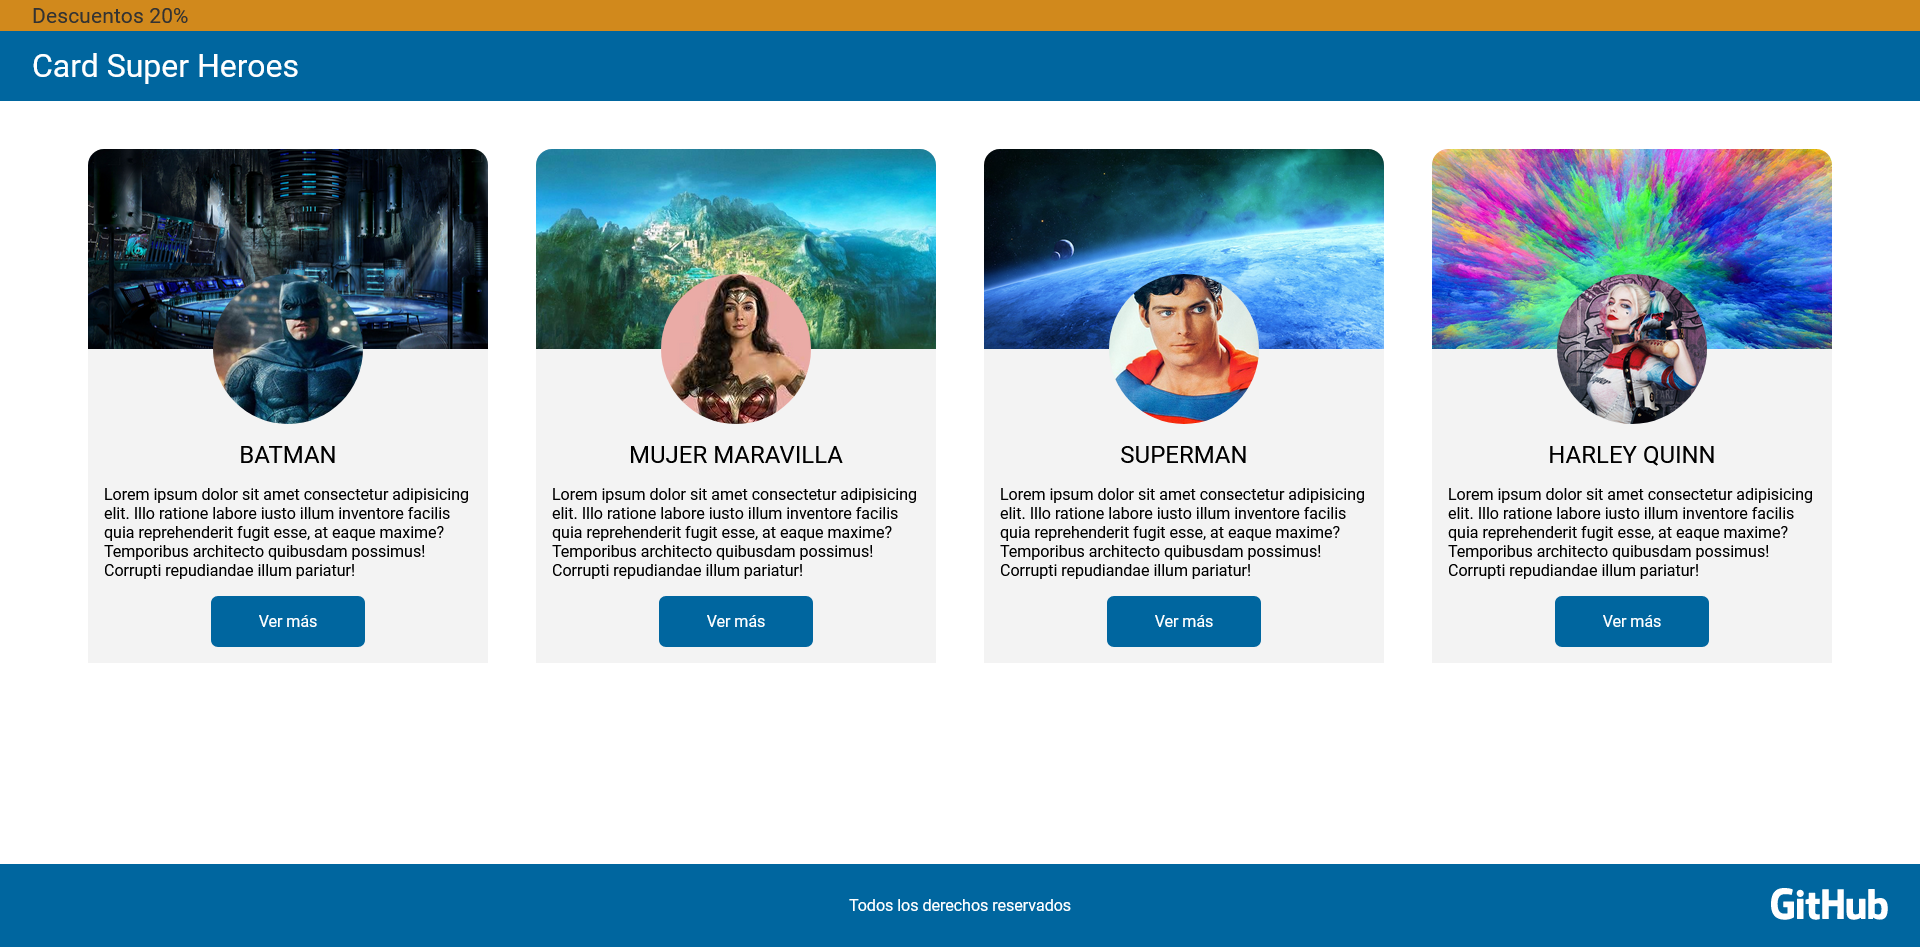 Descuentos 20%
Card Super Heroes
BATMAN
Lorem ipsum dolor sit amet consectetur adipisicing
elit. Illo ratione labore iusto illum inventore facilis
quia reprehenderit fugit esse, at eaque maxime?
Temporibus architecto quibusdam possimus!
Corrupti repudiandae illum pariatur!
Ver más
MUJER MARAVILLA
Lorem ipsum dolor sit amet consectetur adipisicing
elit. Illo ratione labore iusto illum inventore facilis
quia reprehenderit fugit esse, at eaque maxime?
Temporibus architecto quibusdam possimus!
Corrupti repudiandae illum pariatur!
Ver más
SUPERMAN
Lorem ipsum dolor sit amet consectetur adipisicing
elit. Illo ratione labore iusto illum inventore facilis
quia reprehenderit fugit esse, at eaque maxime?
Temporibus architecto quibusdam possimus!
Corrupti repudiandae illum pariatur!
Ver más
HARLEY QUINN
Lorem ipsum dolor sit amet consectetur adipisicing
elit. Illo ratione labore iusto illum inventore facilis
quia reprehenderit fugit esse, at eaque maxime?
Temporibus architecto quibusdam possimus!
Corrupti repudiandae illum pariatur!
Ver más
Todos los derechos reservados
GitHub